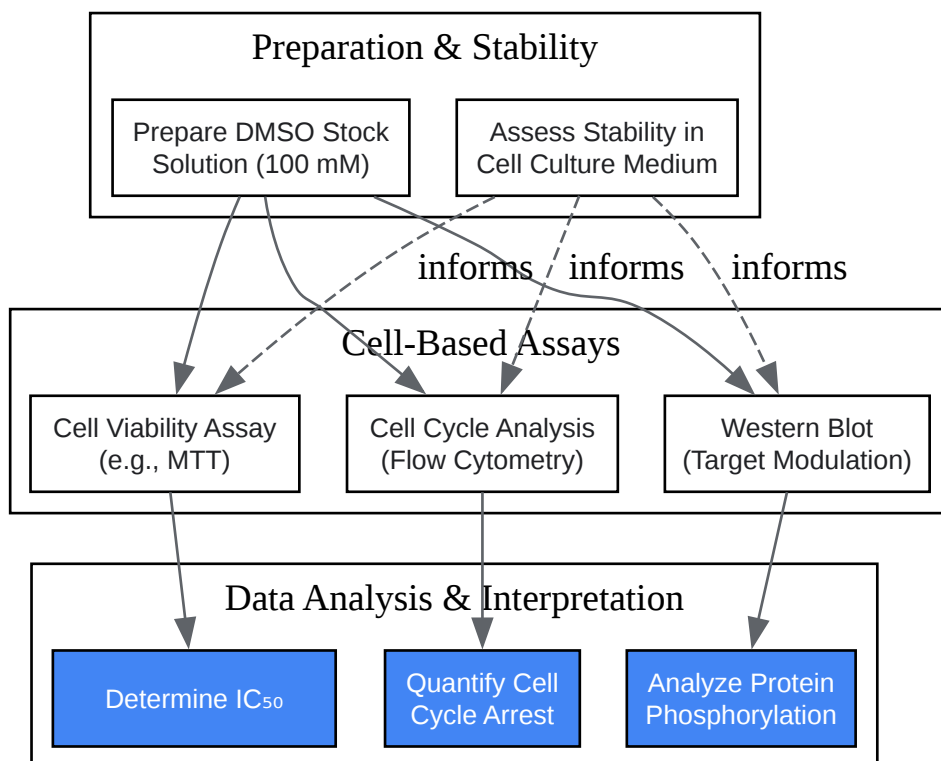 Preparation & Stability
Prepare DMSO Stock
Solution (100 mM)
Assess Stability in
Cell Culture Medium
informs
informs
informs
Cell-Based Assays
Cell Viability Assay
(e.g., MTT)
Cell Cycle Analysis
(Flow Cytometry)
Western Blot
(Target Modulation)
Data Analysis & Interpretation
Determine IC₅₀
Quantify Cell
Cycle Arrest
Analyze Protein
Phosphorylation